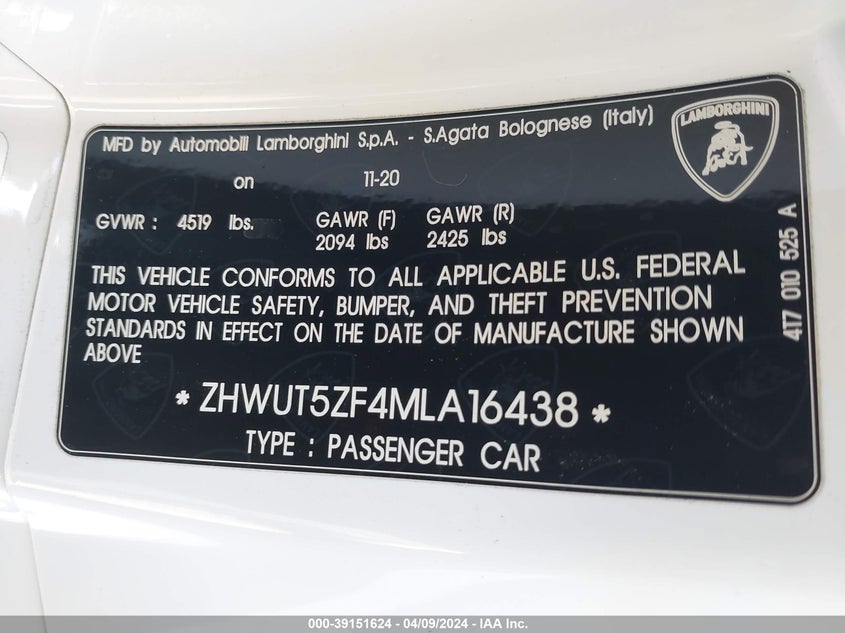 MFD by Automobili Lamborghini S.p.A. - S.Agata Bolognese (Italy)
LAMBORGHINI
on 11-20
GVWR : 4519 lbs. GAWR (F) GAWR (R)
2094 lbs 2425 lbs
THIS VEHICLE CONFORMS TO ALL APPLICABLE U.S. FEDERAL
MOTOR VEHICLE SAFETY, BUMPER, AND THEFT PREVENTION
STANDARDS IN EFFECT ON THE DATE OF MANUFACTURE SHOWN
ABOVE
* ZHWUT5ZF4MLA16438 *
TYPE : PASSENGER CAR
4T7 010 525 A
000-39151624 | 04/09/2024 - IAA Inc.